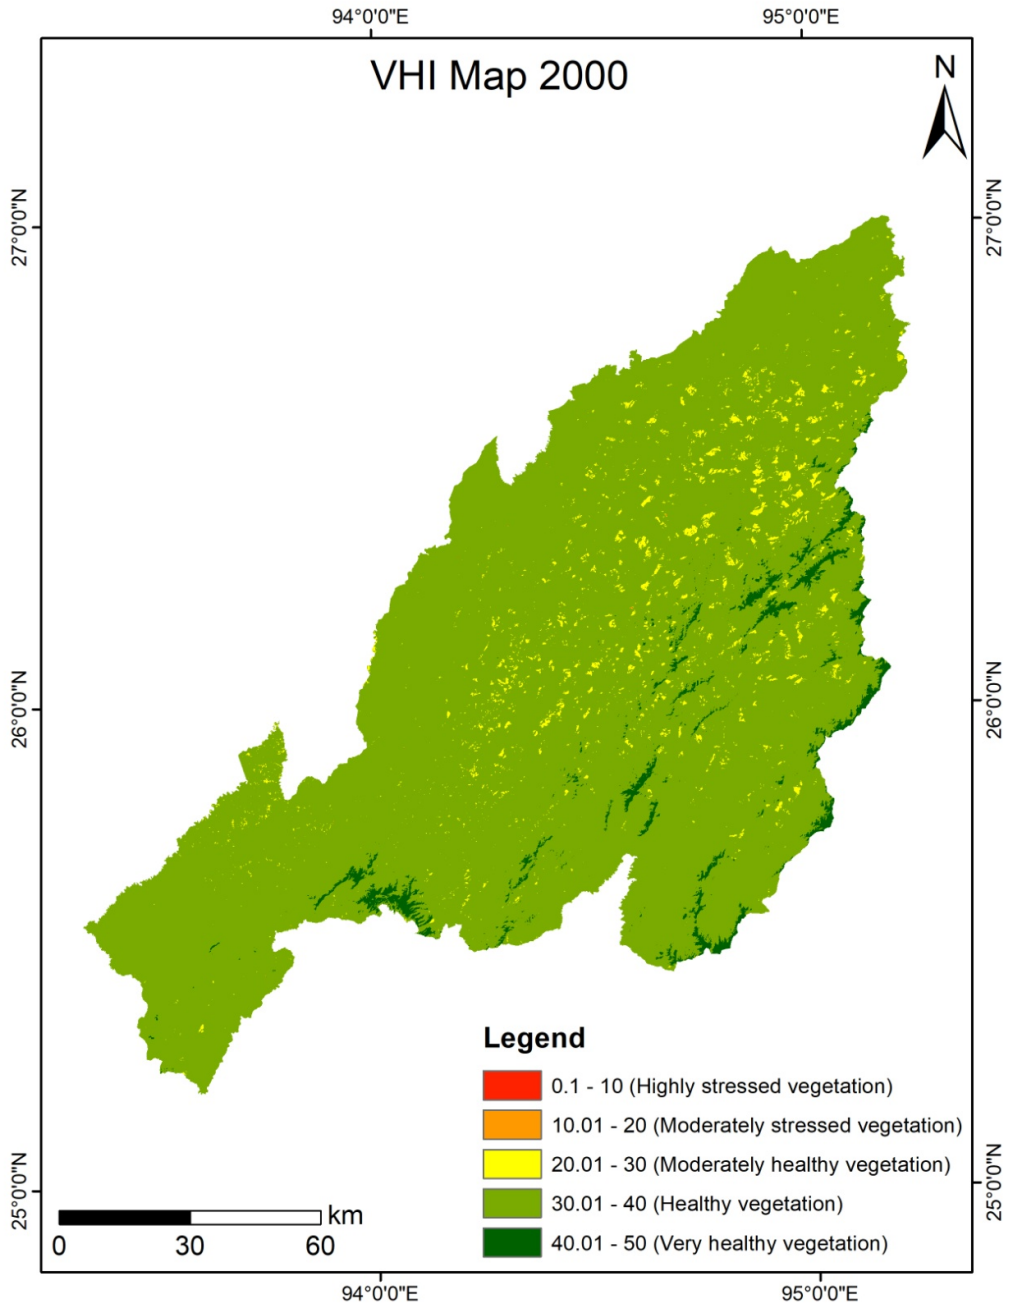 94°0'0"E 95°0'0"E
VHI Map 2000
N
27°0'0"N 27°0'0"N
26°0'0"N 26°0'0"N
25°0'0"N 25°0'0"N
Legend
0.1 - 10 (Highly stressed vegetation)
10.01 - 20 (Moderately stressed vegetation)
20.01 - 30 (Moderately healthy vegetation)
30.01 - 40 (Healthy vegetation)
40.01 - 50 (Very healthy vegetation)
km
0 30 60
94°0'0"E 95°0'0"E